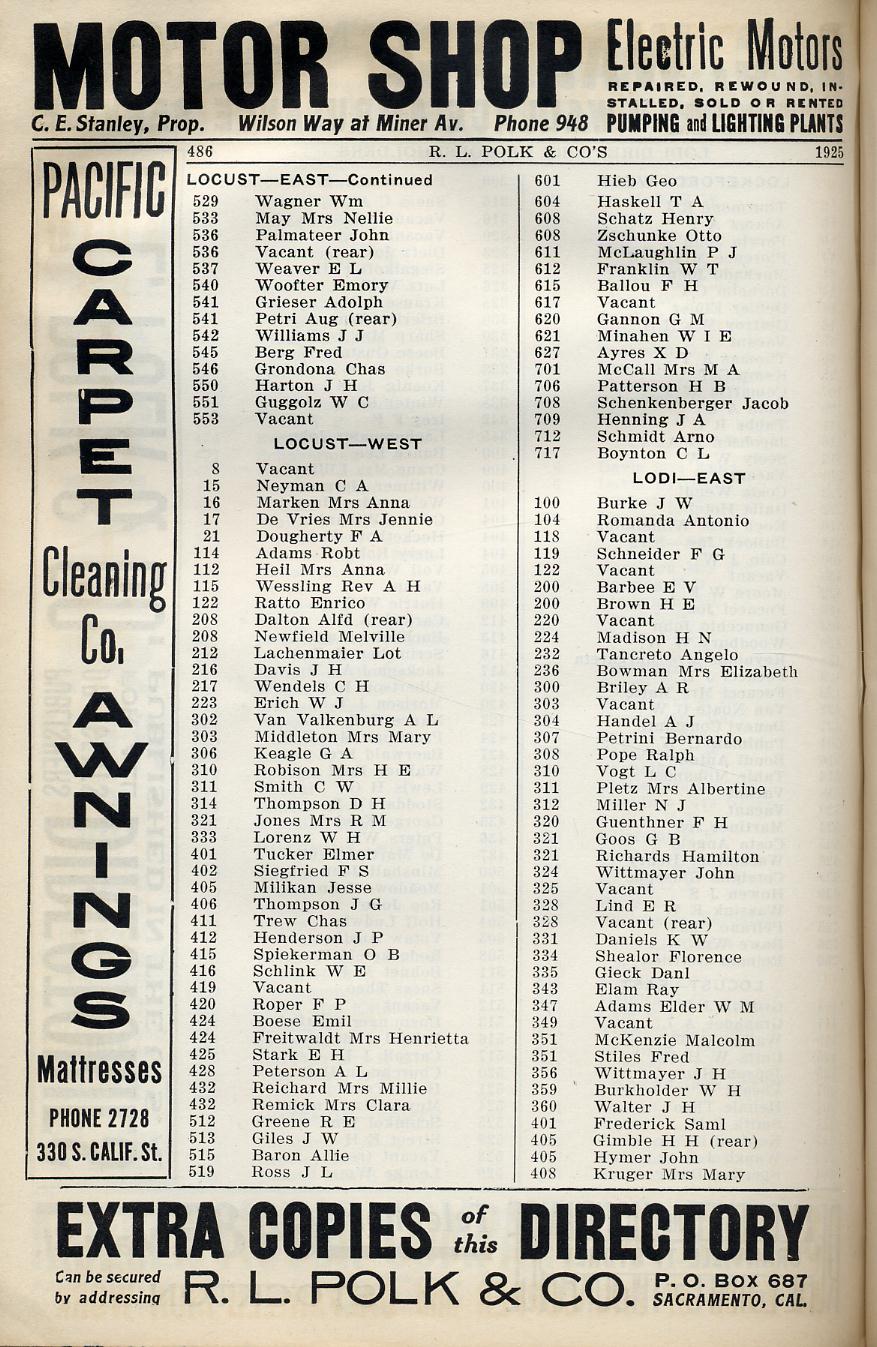 MOTOR SHOP
C. E. Stanley, Prop. Wilson Way at Miner Av. Phone 948
Electric Motors
REPAIRED, REWOUND, IN-
STALLED, SOLD OR RENTED
PUMPING and LIGHTING PLANTS
PACIFIC
CARPET
Cleaning
Co.
AWNINGS
Mattresses
PHONE 2728
330 S. CALIF. St.
486 R. L. POLK & CO'S 1925
LOCUST—EAST—Continued
529 Wagner Wm
533 May Mrs Nellie
536 Palmateer John
536 Vacant (rear)
537 Weaver E L
540 Woofter Emory
541 Grieser Adolph
541 Petri Aug (rear)
542 Williams J J
545 Berg Fred
546 Grondona Chas
550 Harton J H
551 Guggolz W C
553 Vacant
LOCUST—WEST
8 Vacant
15 Neyman C A
16 Marken Mrs Anna
17 De Vries Mrs Jennie
21 Dougherty F A
114 Adams Robt
112 Heil Mrs Anna
115 Wessling Rev A H
122 Ratto Enrico
208 Dalton Alfd (rear)
208 Newfield Melville
212 Lachenmaier Lot
216 Davis J H
217 Wendels C H
223 Erich W J
302 Van Valkenburg A L
303 Middleton Mrs Mary
306 Keagle G A
310 Robison Mrs H E
311 Smith C W
314 Thompson D H
321 Jones Mrs R M
333 Lorenz W H
401 Tucker Elmer
402 Siegfried F S
405 Milikan Jesse
406 Thompson J G
411 Trew Chas
412 Henderson J P
415 Spiekerman O B
416 Schlink W E
419 Vacant
420 Roper F P
424 Boese Emil
424 Freitwaldt Mrs Henrietta
425 Stark E H
428 Peterson A L
432 Reichard Mrs Millie
432 Remick Mrs Clara
512 Greene R E
513 Giles J W
515 Baron Allie
519 Ross J L
601 Hieb Geo
604 Haskell T A
608 Schatz Henry
608 Zschunke Otto
611 McLaughlin P J
612 Franklin W T
615 Ballou F H
617 Vacant
620 Gannon G M
621 Minahen W I E
627 Ayres X D
701 McCall Mrs M A
706 Patterson H B
708 Schenkenberger Jacob
709 Henning J A
712 Schmidt Arno
717 Boynton C L
LODI—EAST
100 Burke J W
104 Romanda Antonio
118 Vacant
119 Schneider F G
122 Vacant
200 Barbee E V
200 Brown H E
220 Vacant
224 Madison H N
232 Tancreto Angelo
236 Bowman Mrs Elizabeth
300 Briley A R
303 Vacant
304 Handel A J
307 Petrini Bernardo
308 Pope Ralph
310 Vogt L C
311 Pletz Mrs Albertine
312 Miller N J
320 Guenthner F H
321 Goos G B
321 Richards Hamilton
324 Wittmayer John
325 Vacant
328 Lind E R
328 Vacant (rear)
331 Daniels K W
334 Shealor Florence
335 Gieck Danl
343 Elam Ray
347 Adams Elder W M
349 Vacant
351 McKenzie Malcolm
351 Stiles Fred
356 Wittmayer J H
359 Burkholder W H
360 Walter J H
401 Frederick Saml
405 Gimble H H (rear)
405 Hymer John
408 Kruger Mrs Mary
EXTRA COPIES of this DIRECTORY
Can be secured
by addressing
R. L. POLK & CO.
P. O. BOX 687
SACRAMENTO, CAL.